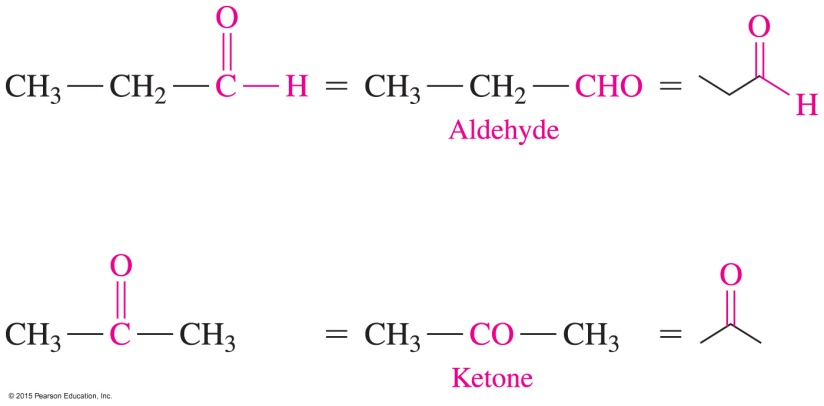 O O
CH₃—CH₂—C—H = CH₃—CH₂—CHO = H
Aldehyde
O O
CH₃—C—CH₃ = CH₃—CO—CH₃ =
Ketone
© 2015 Pearson Education, Inc.